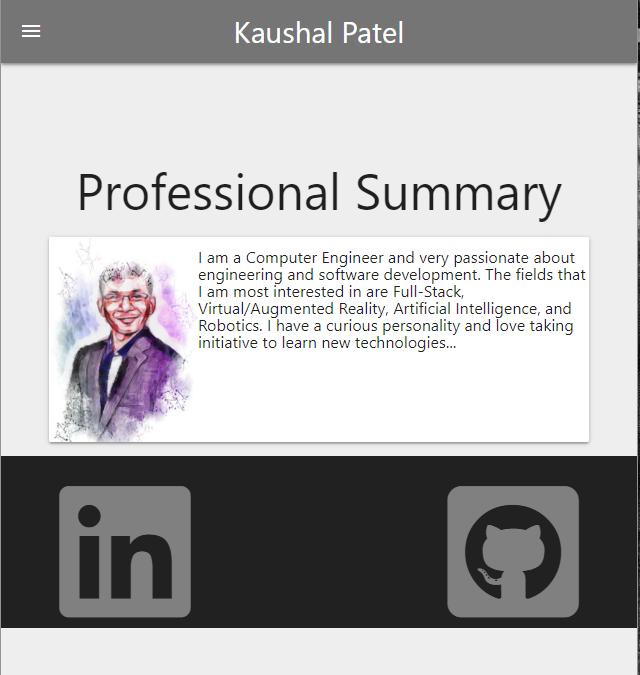 Kaushal Patel
Professional Summary
I am a Computer Engineer and very passionate about
engineering and software development. The fields that
I am most interested in are Full-Stack,
Virtual/Augmented Reality, Artificial Intelligence, and
Robotics. I have a curious personality and love taking
initiative to learn new technologies...
in